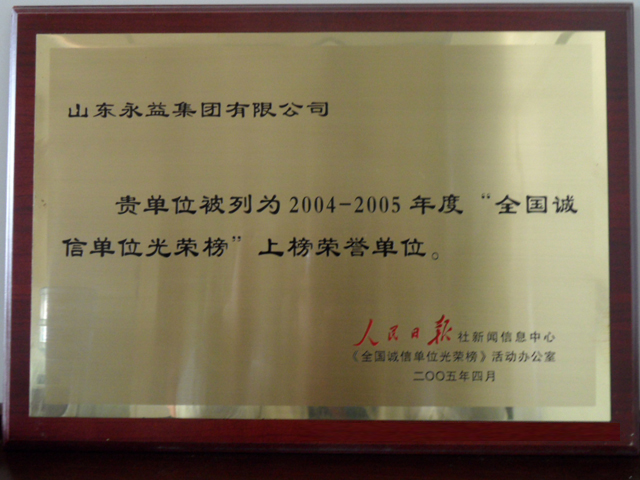 山东永益集团有限公司
贵单位被列为2004-2005年度“全国诚
信单位光荣榜”上榜荣誉单位。
人民日报社新闻信息中心
《全国诚信单位光荣榜》活动办公室
二〇〇五年四月